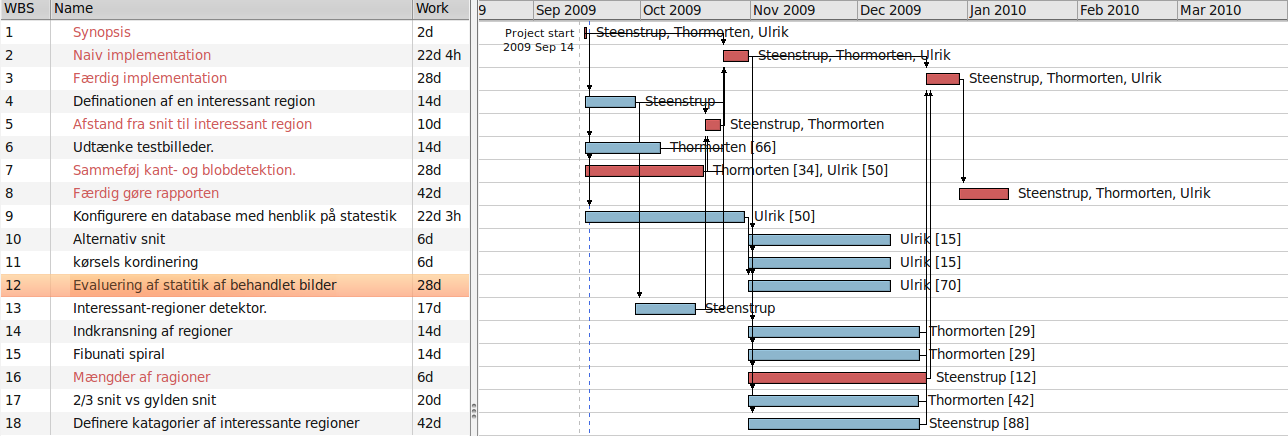 WBS Name Work 9 Sep 2009 Oct 2009 Nov 2009 Dec 2009 Jan 2010 Feb 2010 Mar 2010
Project start
2009 Sep 14
1 Synopsis 2d Steenstrup, Thormorten, Ulrik
2 Naiv implementation 22d 4h Steenstrup, Thormorten, Ulrik
3 Færdig implementation 28d Steenstrup, Thormorten, Ulrik
4 Definationen af en interessant region 14d Steenstrup
5 Afstand fra snit til interessant region 10d Steenstrup, Thormorten
6 Udtænke testbilleder. 14d Thormorten [66]
7 Sammeføj kant- og blobdetektion. 28d Thormorten [34], Ulrik [50]
8 Færdig gøre rapporten 42d Steenstrup, Thormorten, Ulrik
9 Konfigurere en database med henblik på statestik 22d 3h Ulrik [50]
10 Alternativ snit 6d Ulrik [15]
11 kørsels kordinering 6d Ulrik [15]
12 Evaluering af statitik af behandlet bilder 28d Ulrik [70]
13 Interessant-regioner detektor. 17d Steenstrup
14 Indkransning af regioner 14d Thormorten [29]
15 Fibunati spiral 14d Thormorten [29]
16 Mængder af ragioner 6d Steenstrup [12]
17 2/3 snit vs gylden snit 20d Thormorten [42]
18 Definere katagorier af interessante regioner 42d Steenstrup [88]